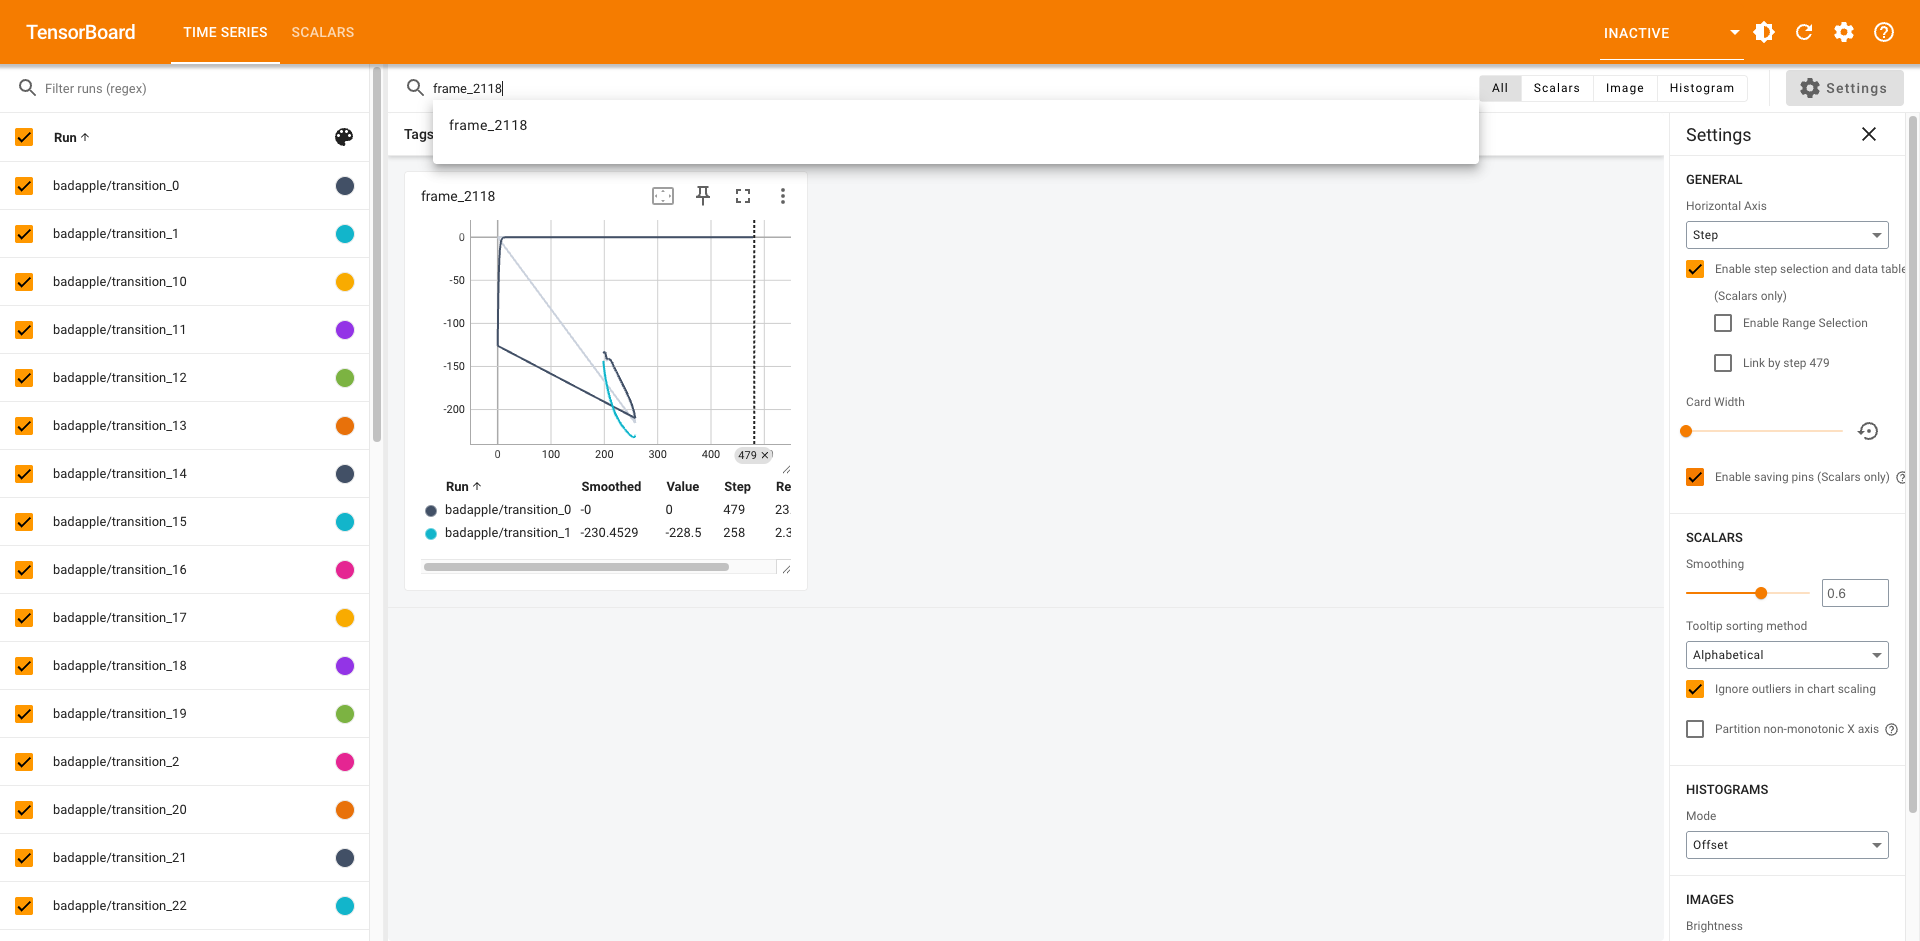 TensorBoard
TIME SERIES
SCALARS
INACTIVE
Filter runs (regex)
frame_2118
All
Scalars
Image
Histogram
Settings
frame_2118
Run
Tags
Settings
badapple/transition_0
badapple/transition_1
badapple/transition_10
badapple/transition_11
badapple/transition_12
badapple/transition_13
badapple/transition_14
badapple/transition_15
badapple/transition_16
badapple/transition_17
badapple/transition_18
badapple/transition_19
badapple/transition_2
badapple/transition_20
badapple/transition_21
badapple/transition_22
frame_2118
0
-50
-100
-150
-200
0 100 200 300 400 479
Run Smoothed Value Step Re
badapple/transition_0 -0 0 479 23.
badapple/transition_1 -230.4529 -228.5 258 2.3
GENERAL
Horizontal Axis
Step
Enable step selection and data table
(Scalars only)
Enable Range Selection
Link by step 479
Card Width
Enable saving pins (Scalars only)
SCALARS
Smoothing
0.6
Tooltip sorting method
Alphabetical
Ignore outliers in chart scaling
Partition non-monotonic X axis
HISTOGRAMS
Mode
Offset
IMAGES
Brightness